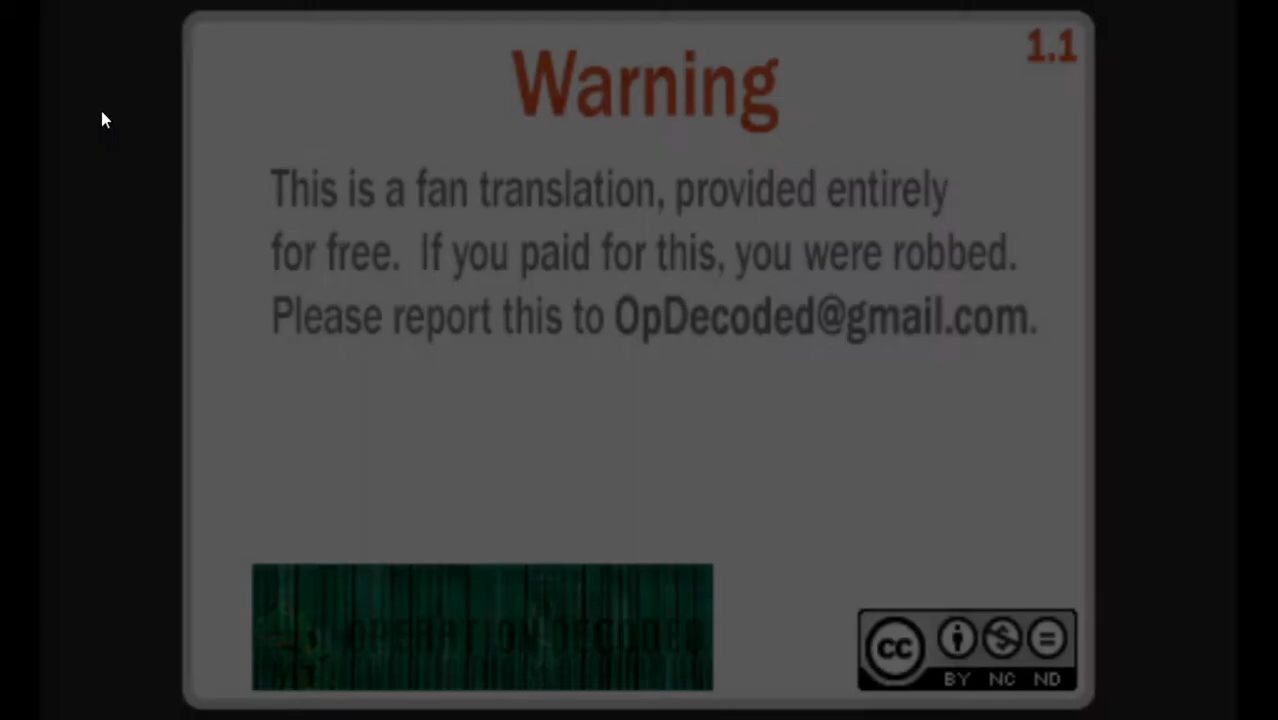 1.1
Warning
This is a fan translation, provided entirely
for free. If you paid for this, you were robbed.
Please report this to OpDecoded@gmail.com.
OPERATION DECODED
cc
BY NC ND